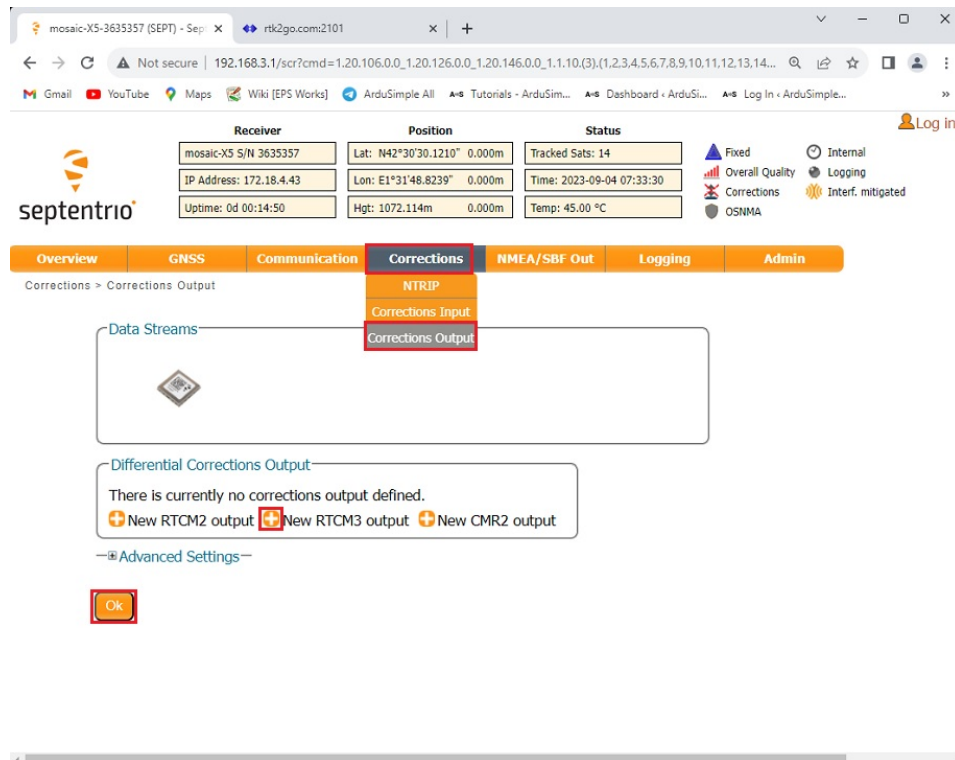 mosaic-X5-3635357 (SEPT) - Sep
rtk2go.com:2101
Not secure | 192.168.3.1/scr?cmd=1.20.106.0.0_1.20.126.0.0_1.20.146.0.0_1.1.10.(3).(1,2,3,4,5,6,7,8,9,10,11,12,13,14...
Gmail YouTube Maps Wiki [EPS Works] ArduSimple All Tutorials - ArduSim... Dashboard ‹ ArduSi... Log In ‹ ArduSimple... »
Log in
Receiver Position Status
mosaic-X5 S/N 3635357 Lat: N42°30'30.1210" 0.000m Tracked Sats: 14 Fixed Internal
IP Address: 172.18.4.43 Lon: E1°31'48.8239" 0.000m Time: 2023-09-04 07:33:30 Overall Quality Logging
Corrections Interf. mitigated
septentrio Uptime: 0d 00:14:50 Hgt: 1072.114m 0.000m Temp: 45.00 °C OSNMA
Overview GNSS Communication Corrections NMEA/SBF Out Logging Admin
Corrections > Corrections Output
NTRIP
Corrections Input
Corrections Output
Data Streams
Differential Corrections Output
There is currently no corrections output defined.
New RTCM2 output New RTCM3 output New CMR2 output
Advanced Settings
Ok